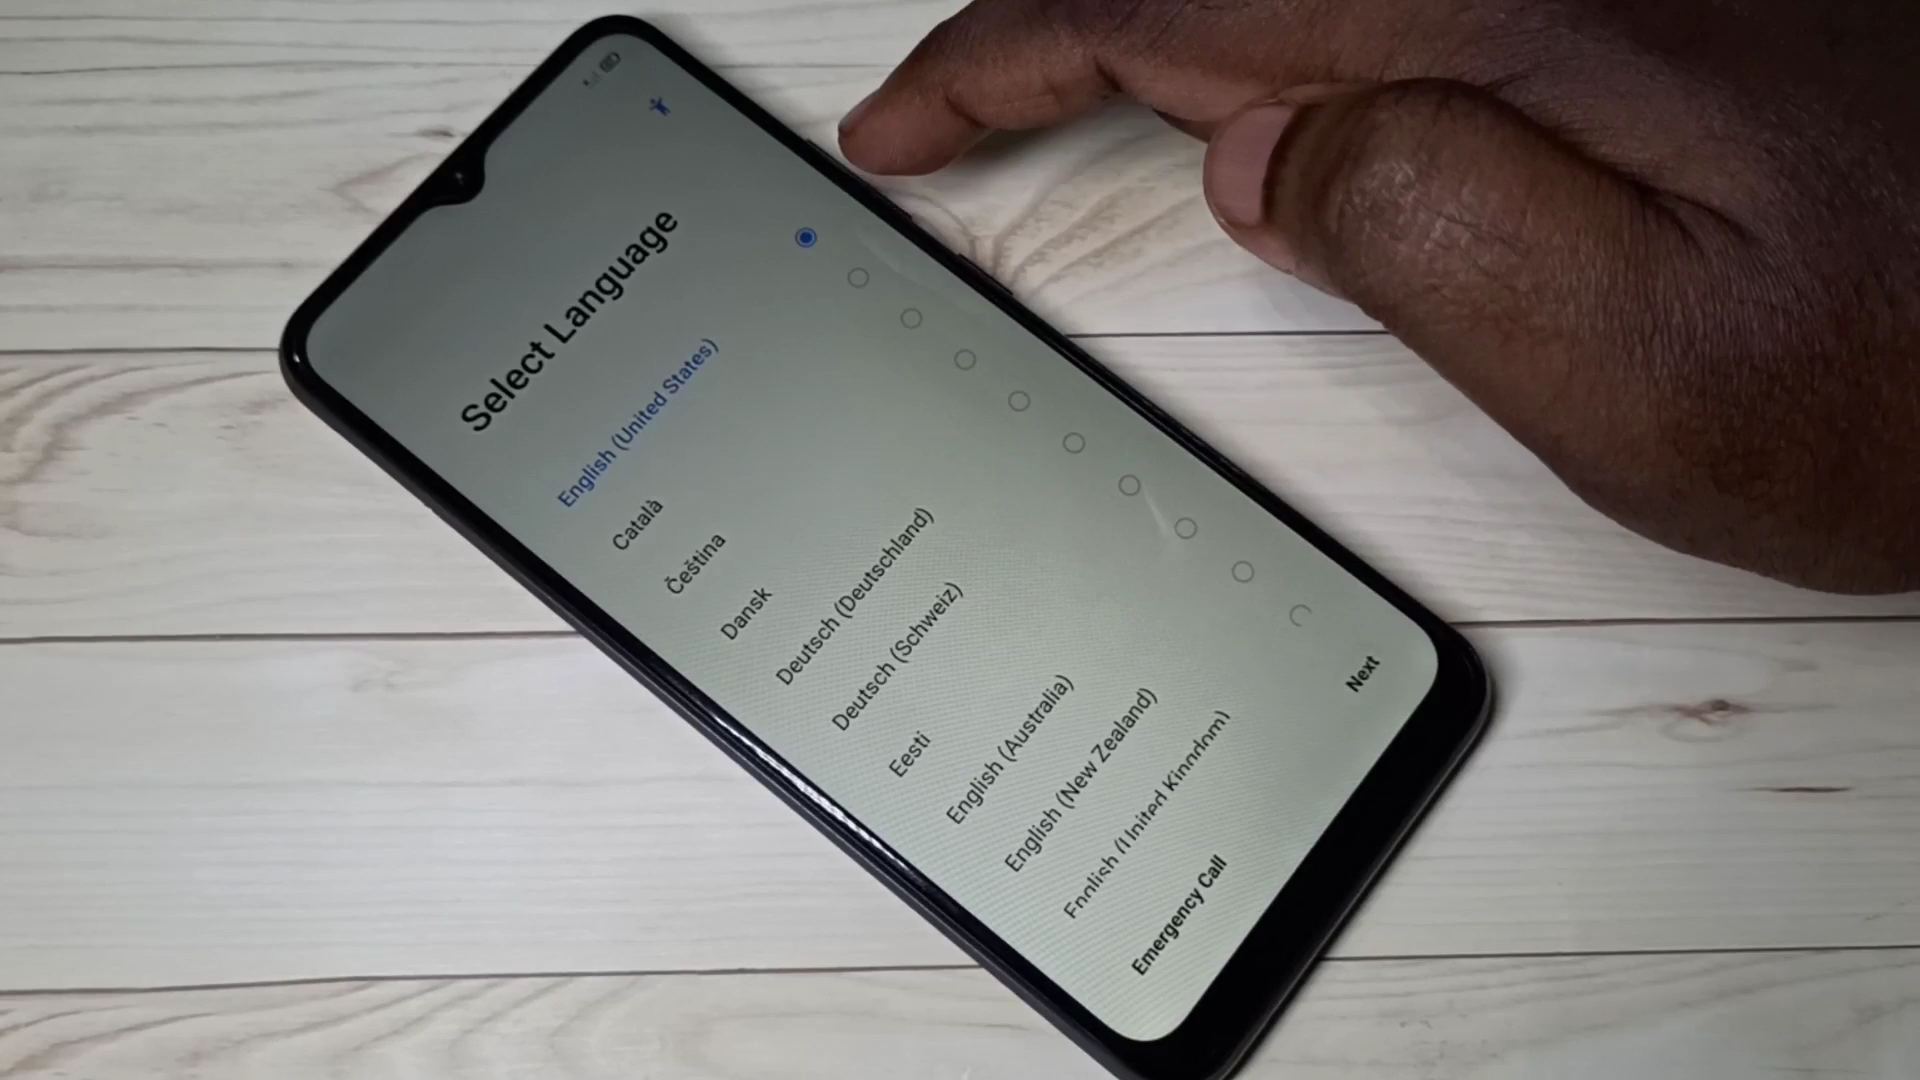 Select Language
English (United States)
Català
Čeština
Dansk
Deutsch (Deutschland)
Deutsch (Schweiz)
Eesti
English (Australia)
English (New Zealand)
English (United Kingdom)
Next
Emergency Call